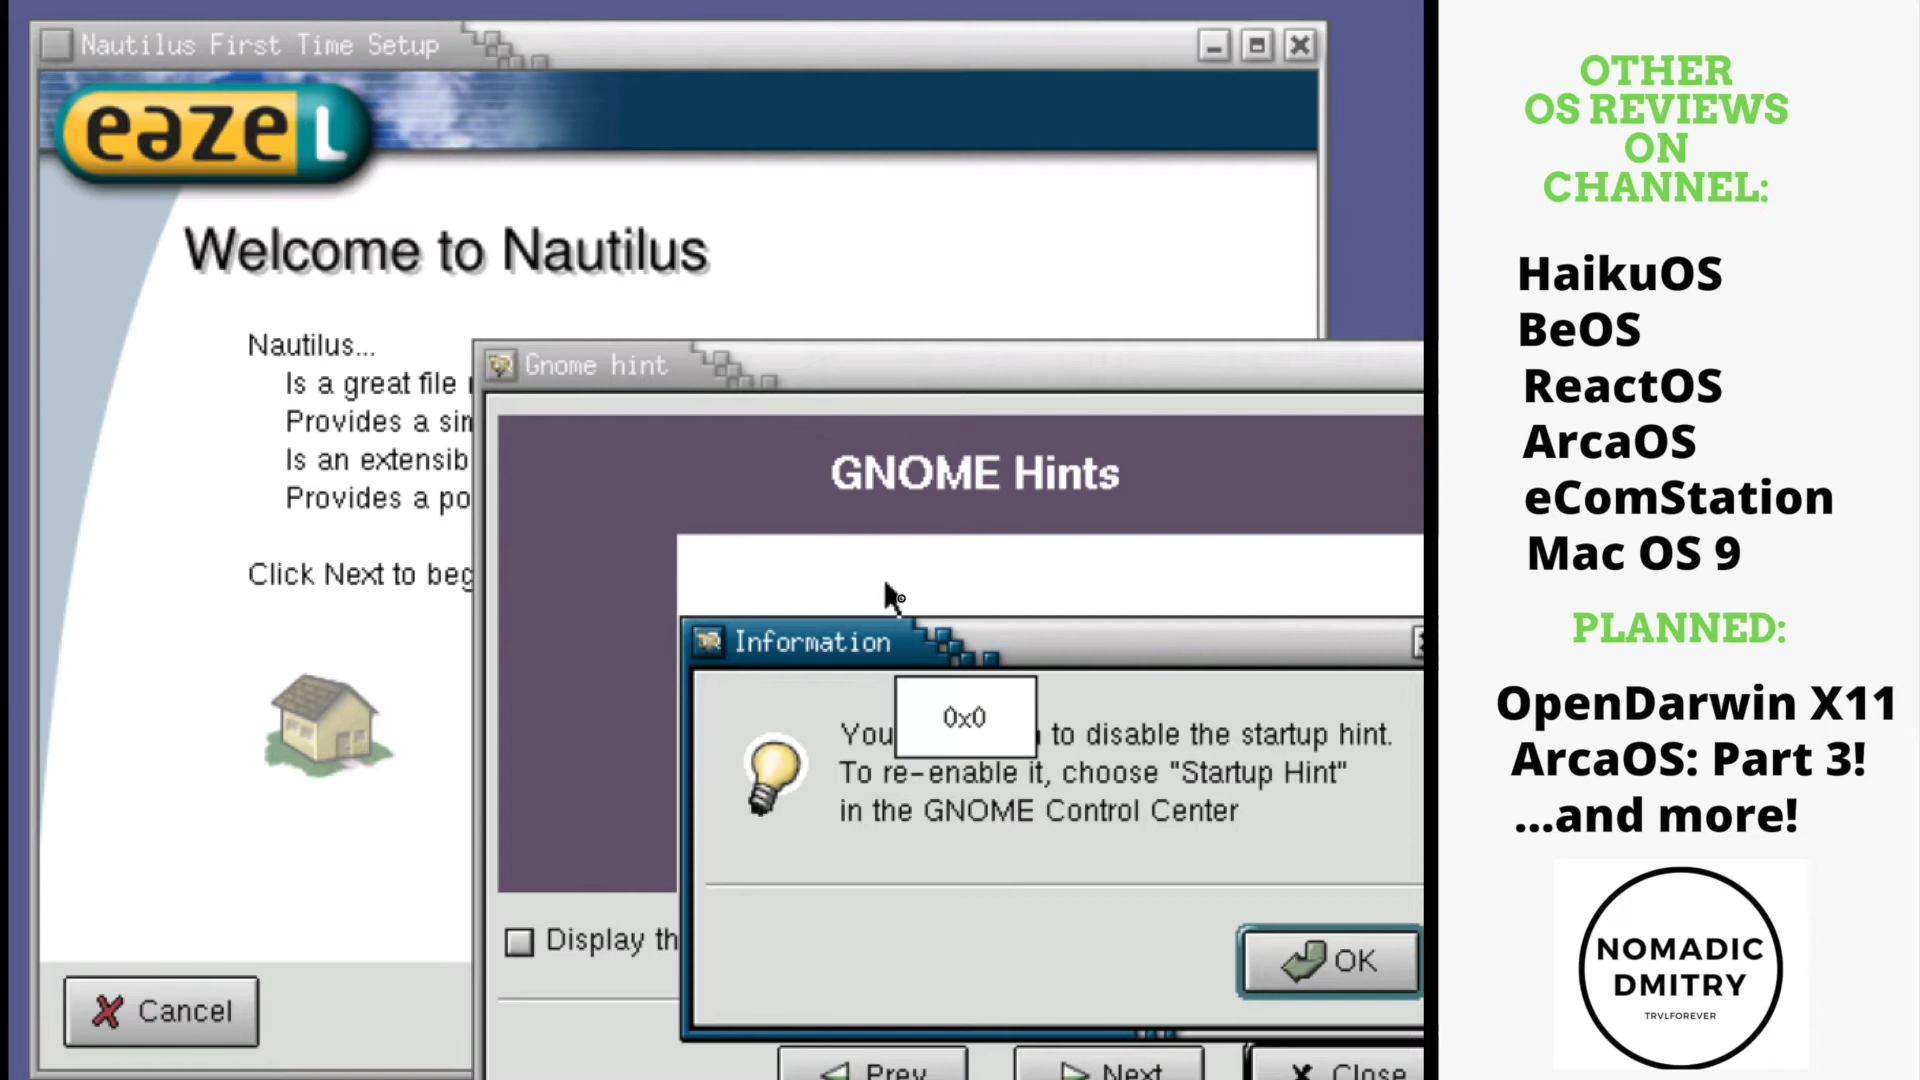 Nautilus First Time Setup
eazel
Welcome to Nautilus
Nautilus...
Is a great file
Provides a sim
Is an extensib
Provides a po
Click Next to beg
Cancel
Gnome hint
GNOME Hints
Display th
Prev
Next
Close
Information
0x0
You to disable the startup hint.
To re-enable it, choose "Startup Hint"
in the GNOME Control Center
OK
OTHER
OS REVIEWS
ON
CHANNEL:
HaikuOS
BeOS
ReactOS
ArcaOS
eComStation
Mac OS 9
PLANNED:
OpenDarwin X11
ArcaOS: Part 3!
...and more!
NOMADIC
DMITRY
TRVLFOREVER